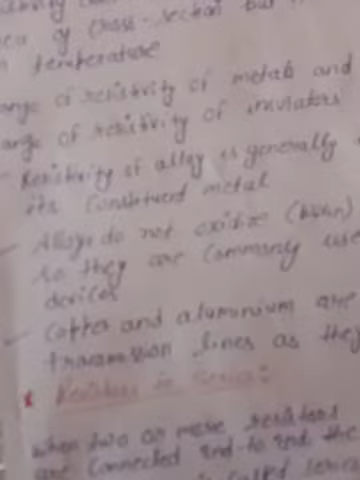 area of cross-section but
temperature
range of resistivity of metals and
range of resistivity of insulators
Resistivity of alloy is generally
its constituent metal
Alloys do not oxidise (burn)
so they are commonly use
devices
Copper and aluminium are
transmission lines as they
* Resistors in Series:
when two or more resistors
are connected end-to-end the
called series